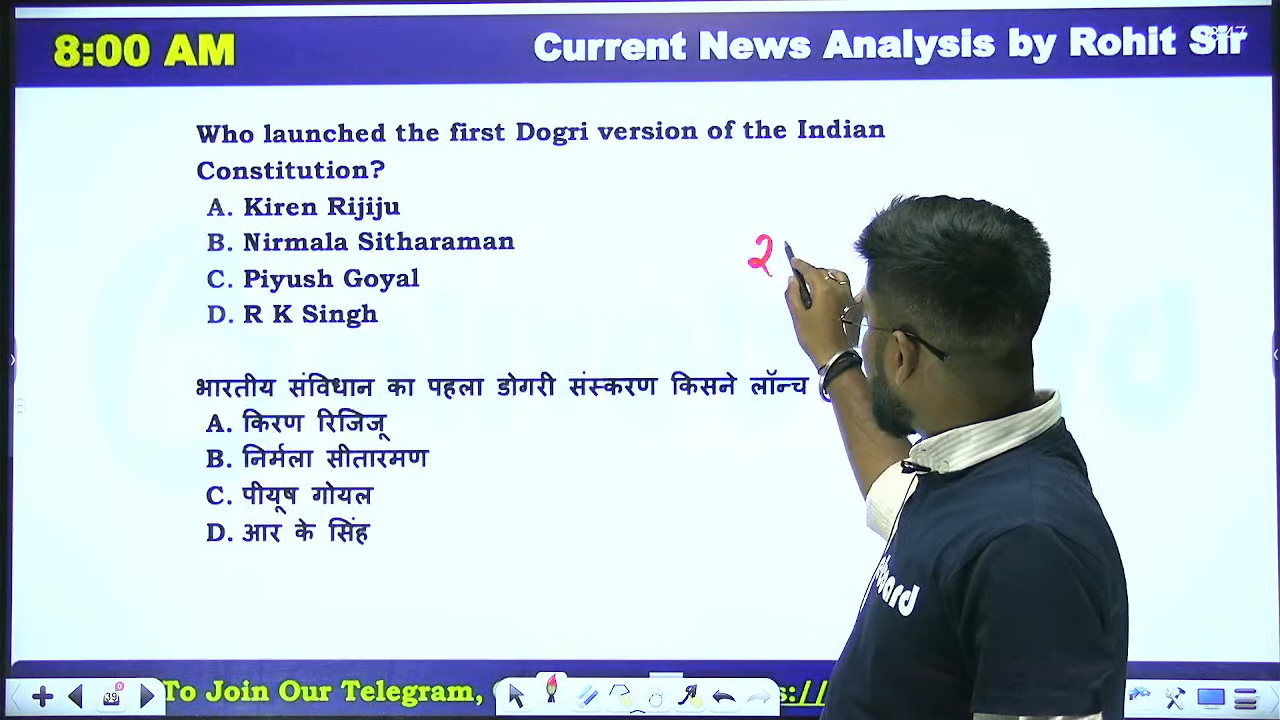 8:00 AM
Current News Analysis by Rohit Sir
Who launched the first Dogri version of the Indian
Constitution?
A. Kiren Rijiju
B. Nirmala Sitharaman
C. Piyush Goyal
D. R K Singh
2
भारतीय संविधान का पहला डोगरी संस्करण किसने लॉन्च
A. किरण रिजिजू
B. निर्मला सीतारमण
C. पीयूष गोयल
D. आर के सिंह
To Join Our Telegram,
39